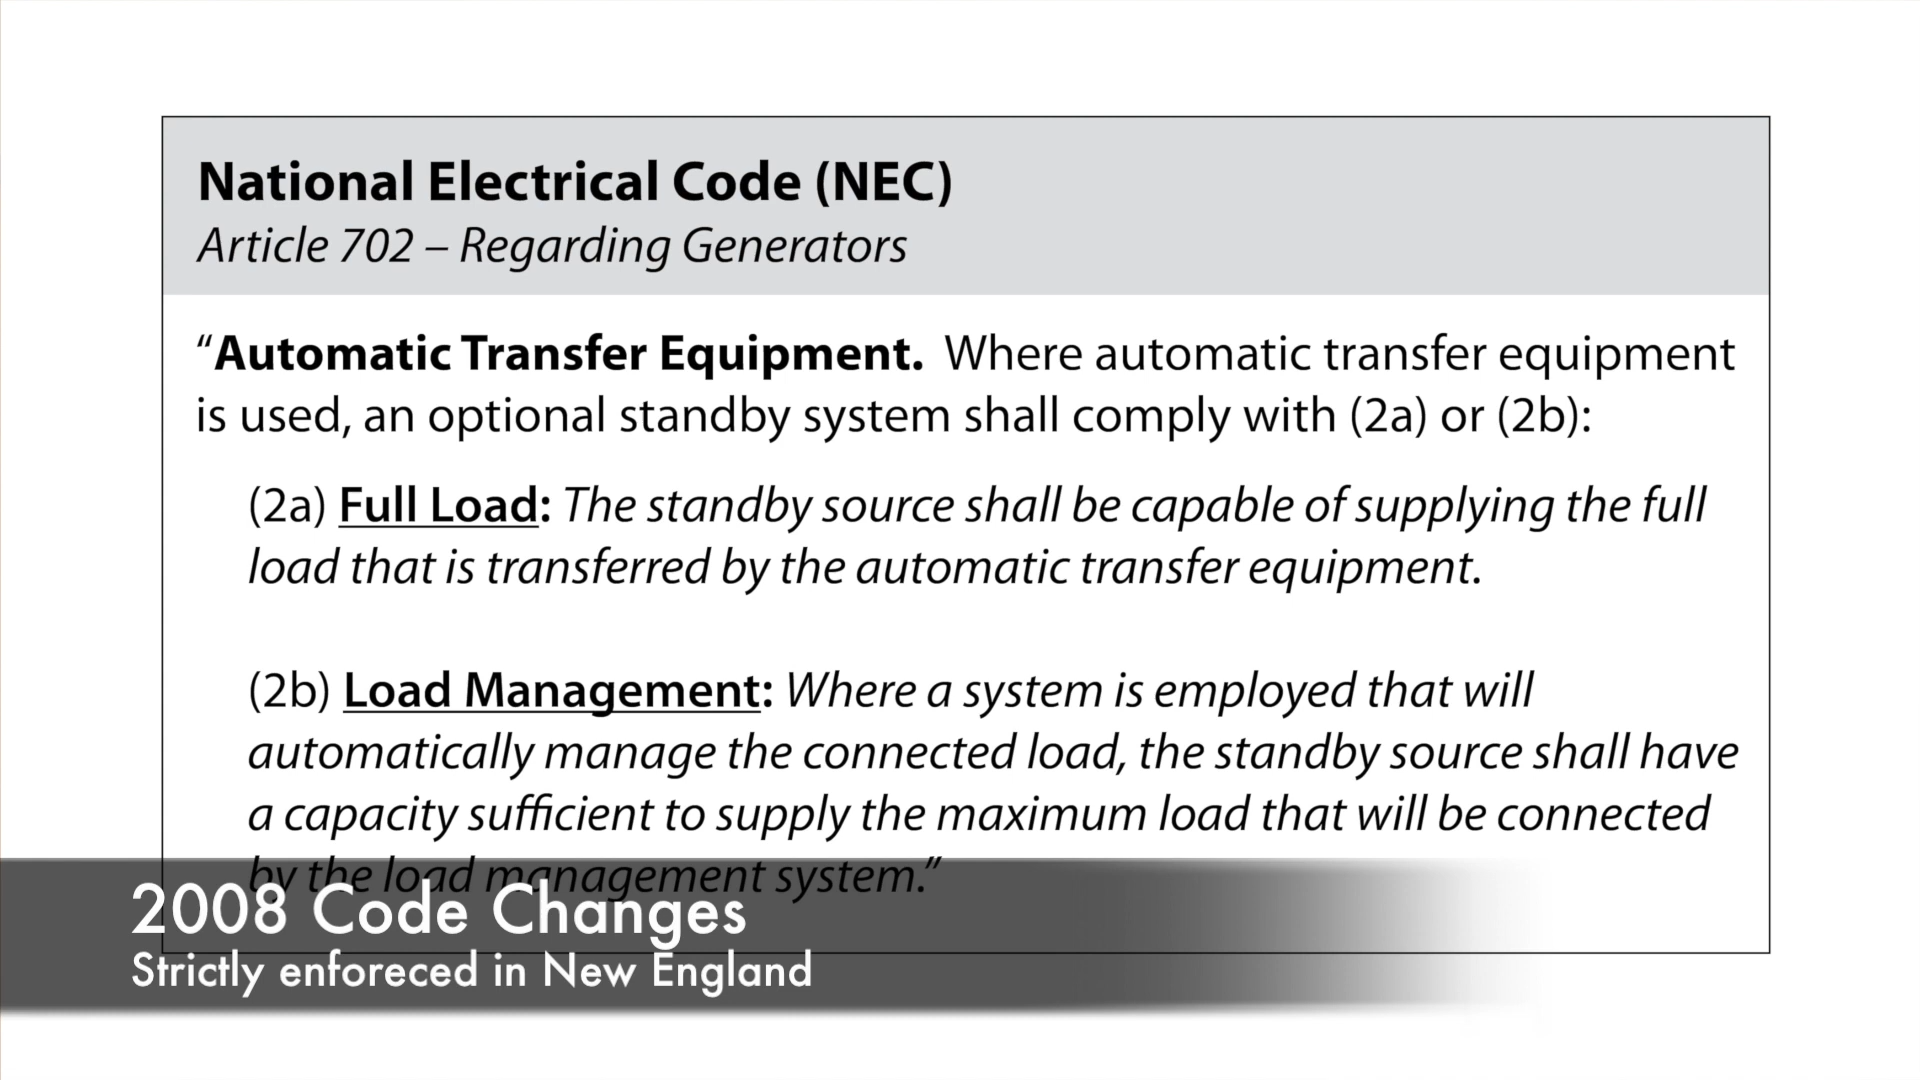 National Electrical Code (NEC)
Article 702 – Regarding Generators
“Automatic Transfer Equipment. Where automatic transfer equipment
is used, an optional standby system shall comply with (2a) or (2b):
(2a) Full Load: The standby source shall be capable of supplying the full
load that is transferred by the automatic transfer equipment.
(2b) Load Management: Where a system is employed that will
automatically manage the connected load, the standby source shall have
a capacity sufficient to supply the maximum load that will be connected
by the load management system.”
2008 Code Changes
Strictly enforeced in New England